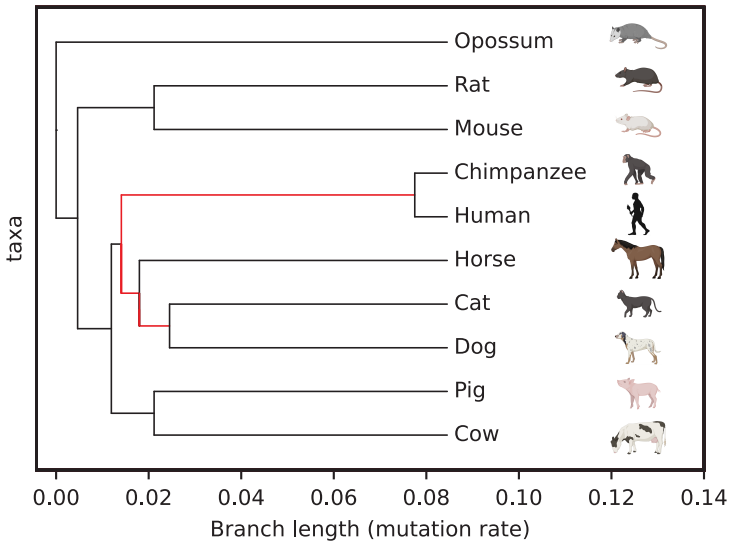 Opossum
Rat
Mouse
Chimpanzee
Human
Horse
Cat
Dog
Pig
Cow
taxa
0.00 0.02 0.04 0.06 0.08 0.10 0.12 0.14
Branch length (mutation rate)